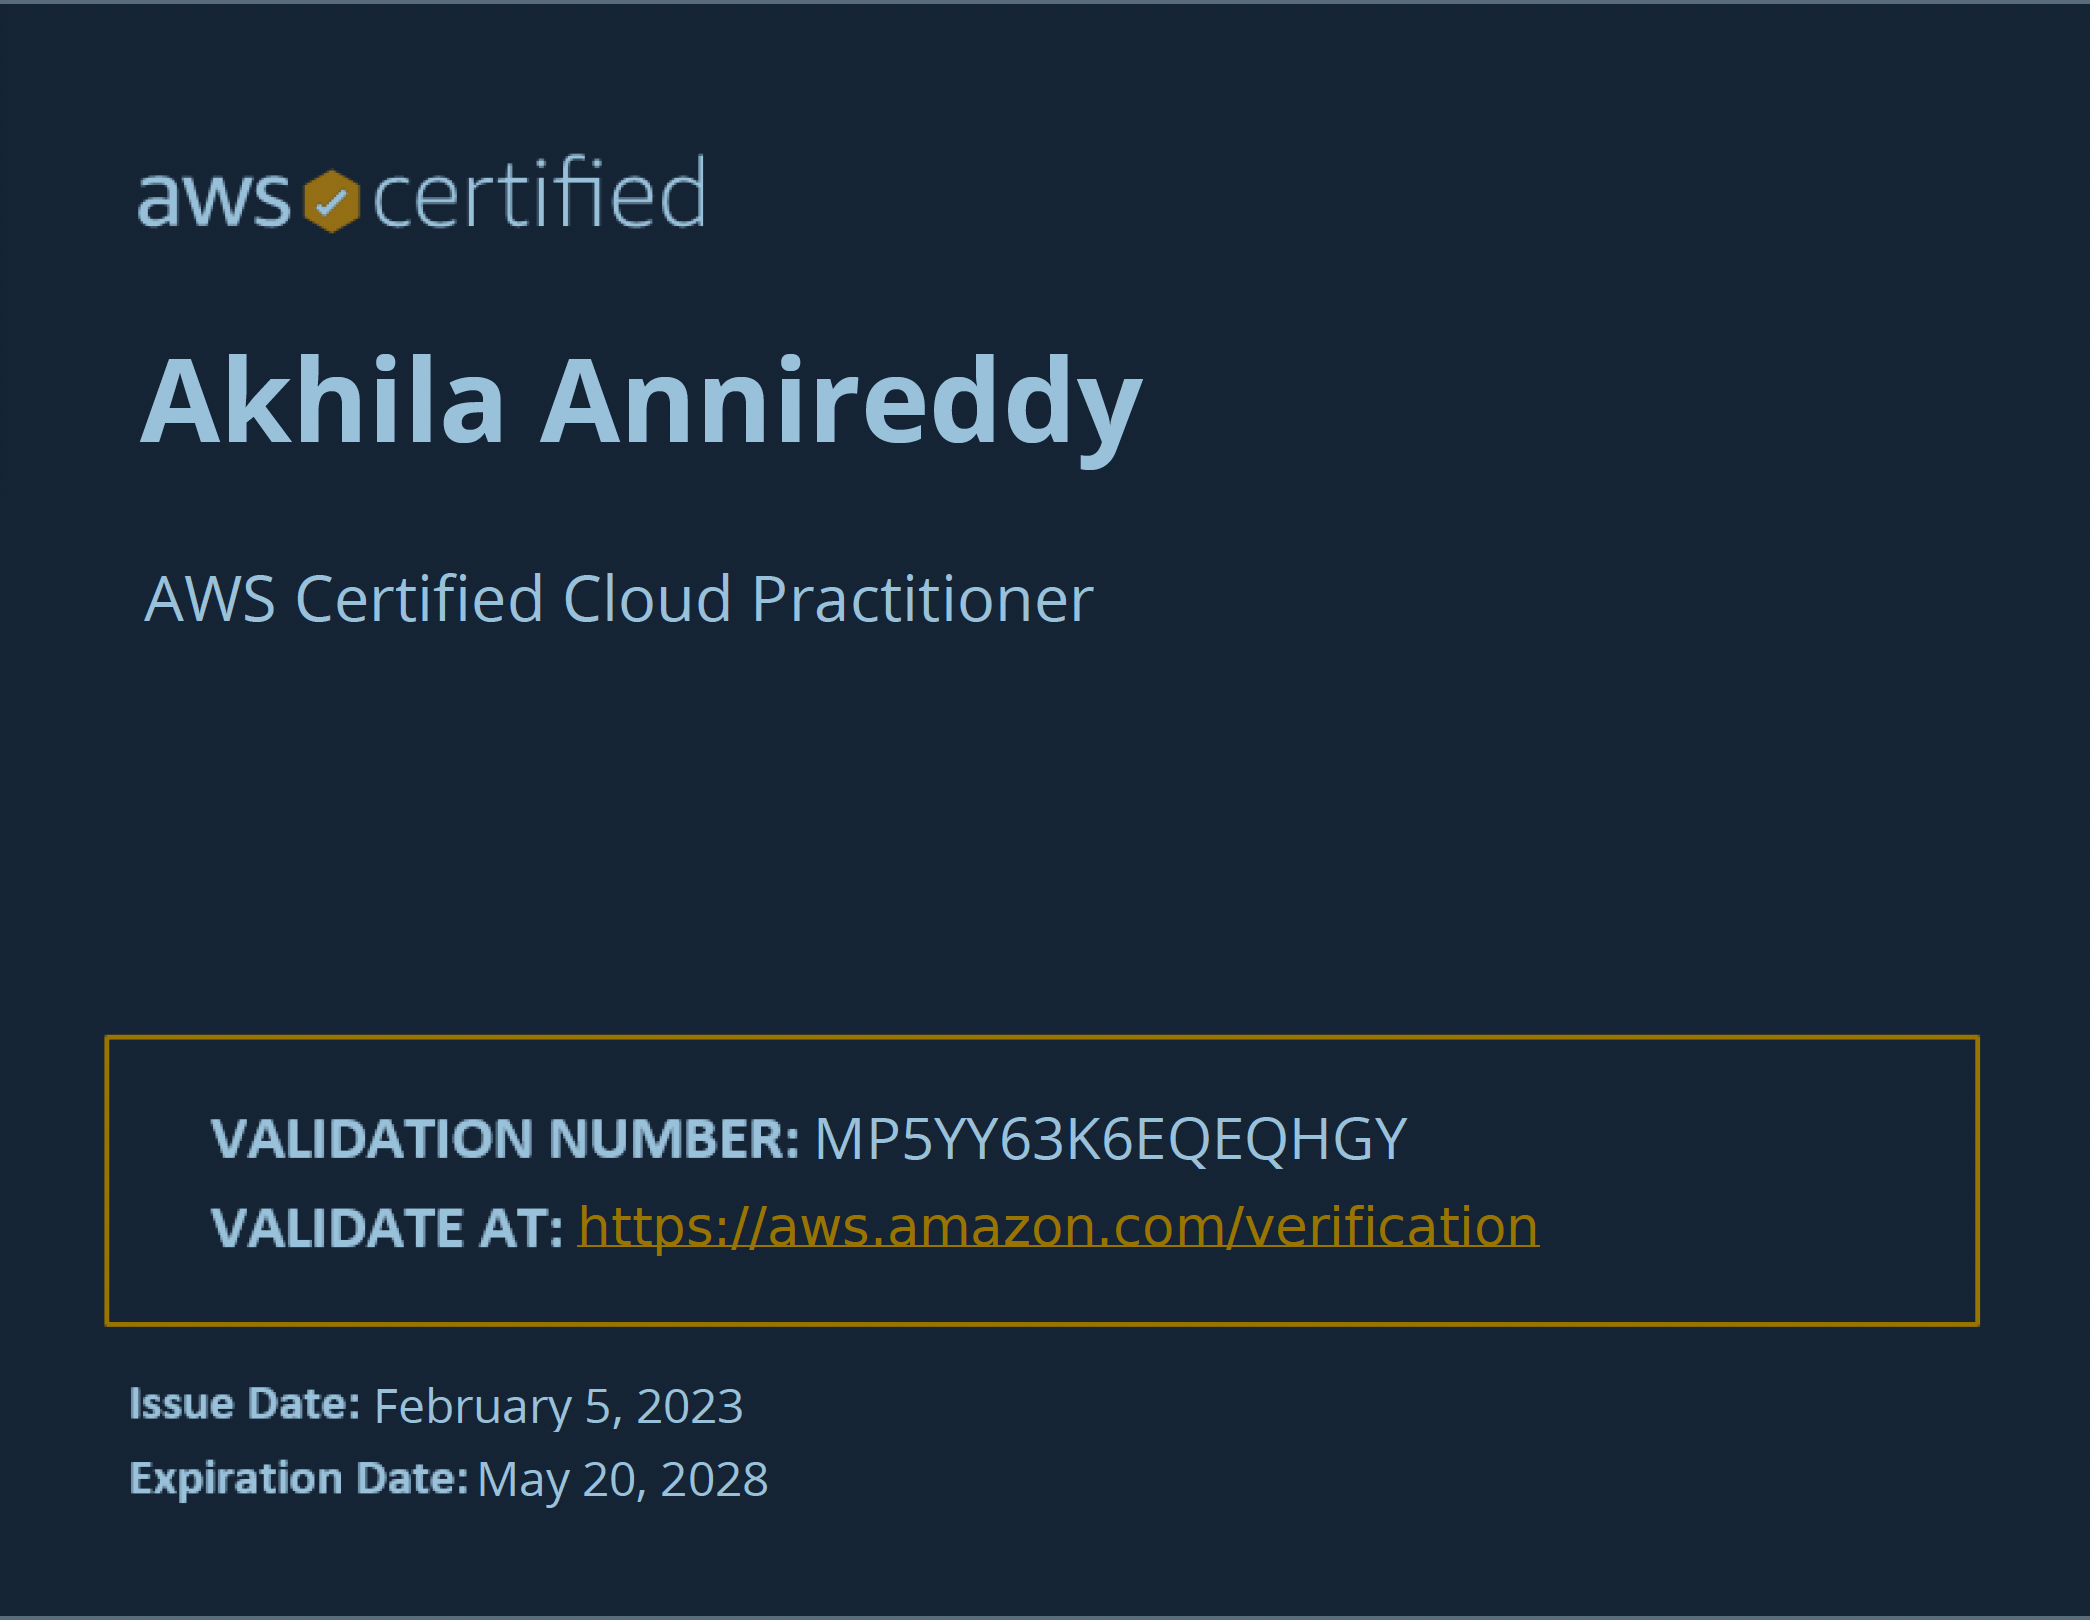 aws certified
Akhila Annireddy
AWS Certified Cloud Practitioner
VALIDATION NUMBER: MP5YY63K6EQEQHGY
VALIDATE AT: https://aws.amazon.com/verification
Issue Date: February 5, 2023
Expiration Date: May 20, 2028